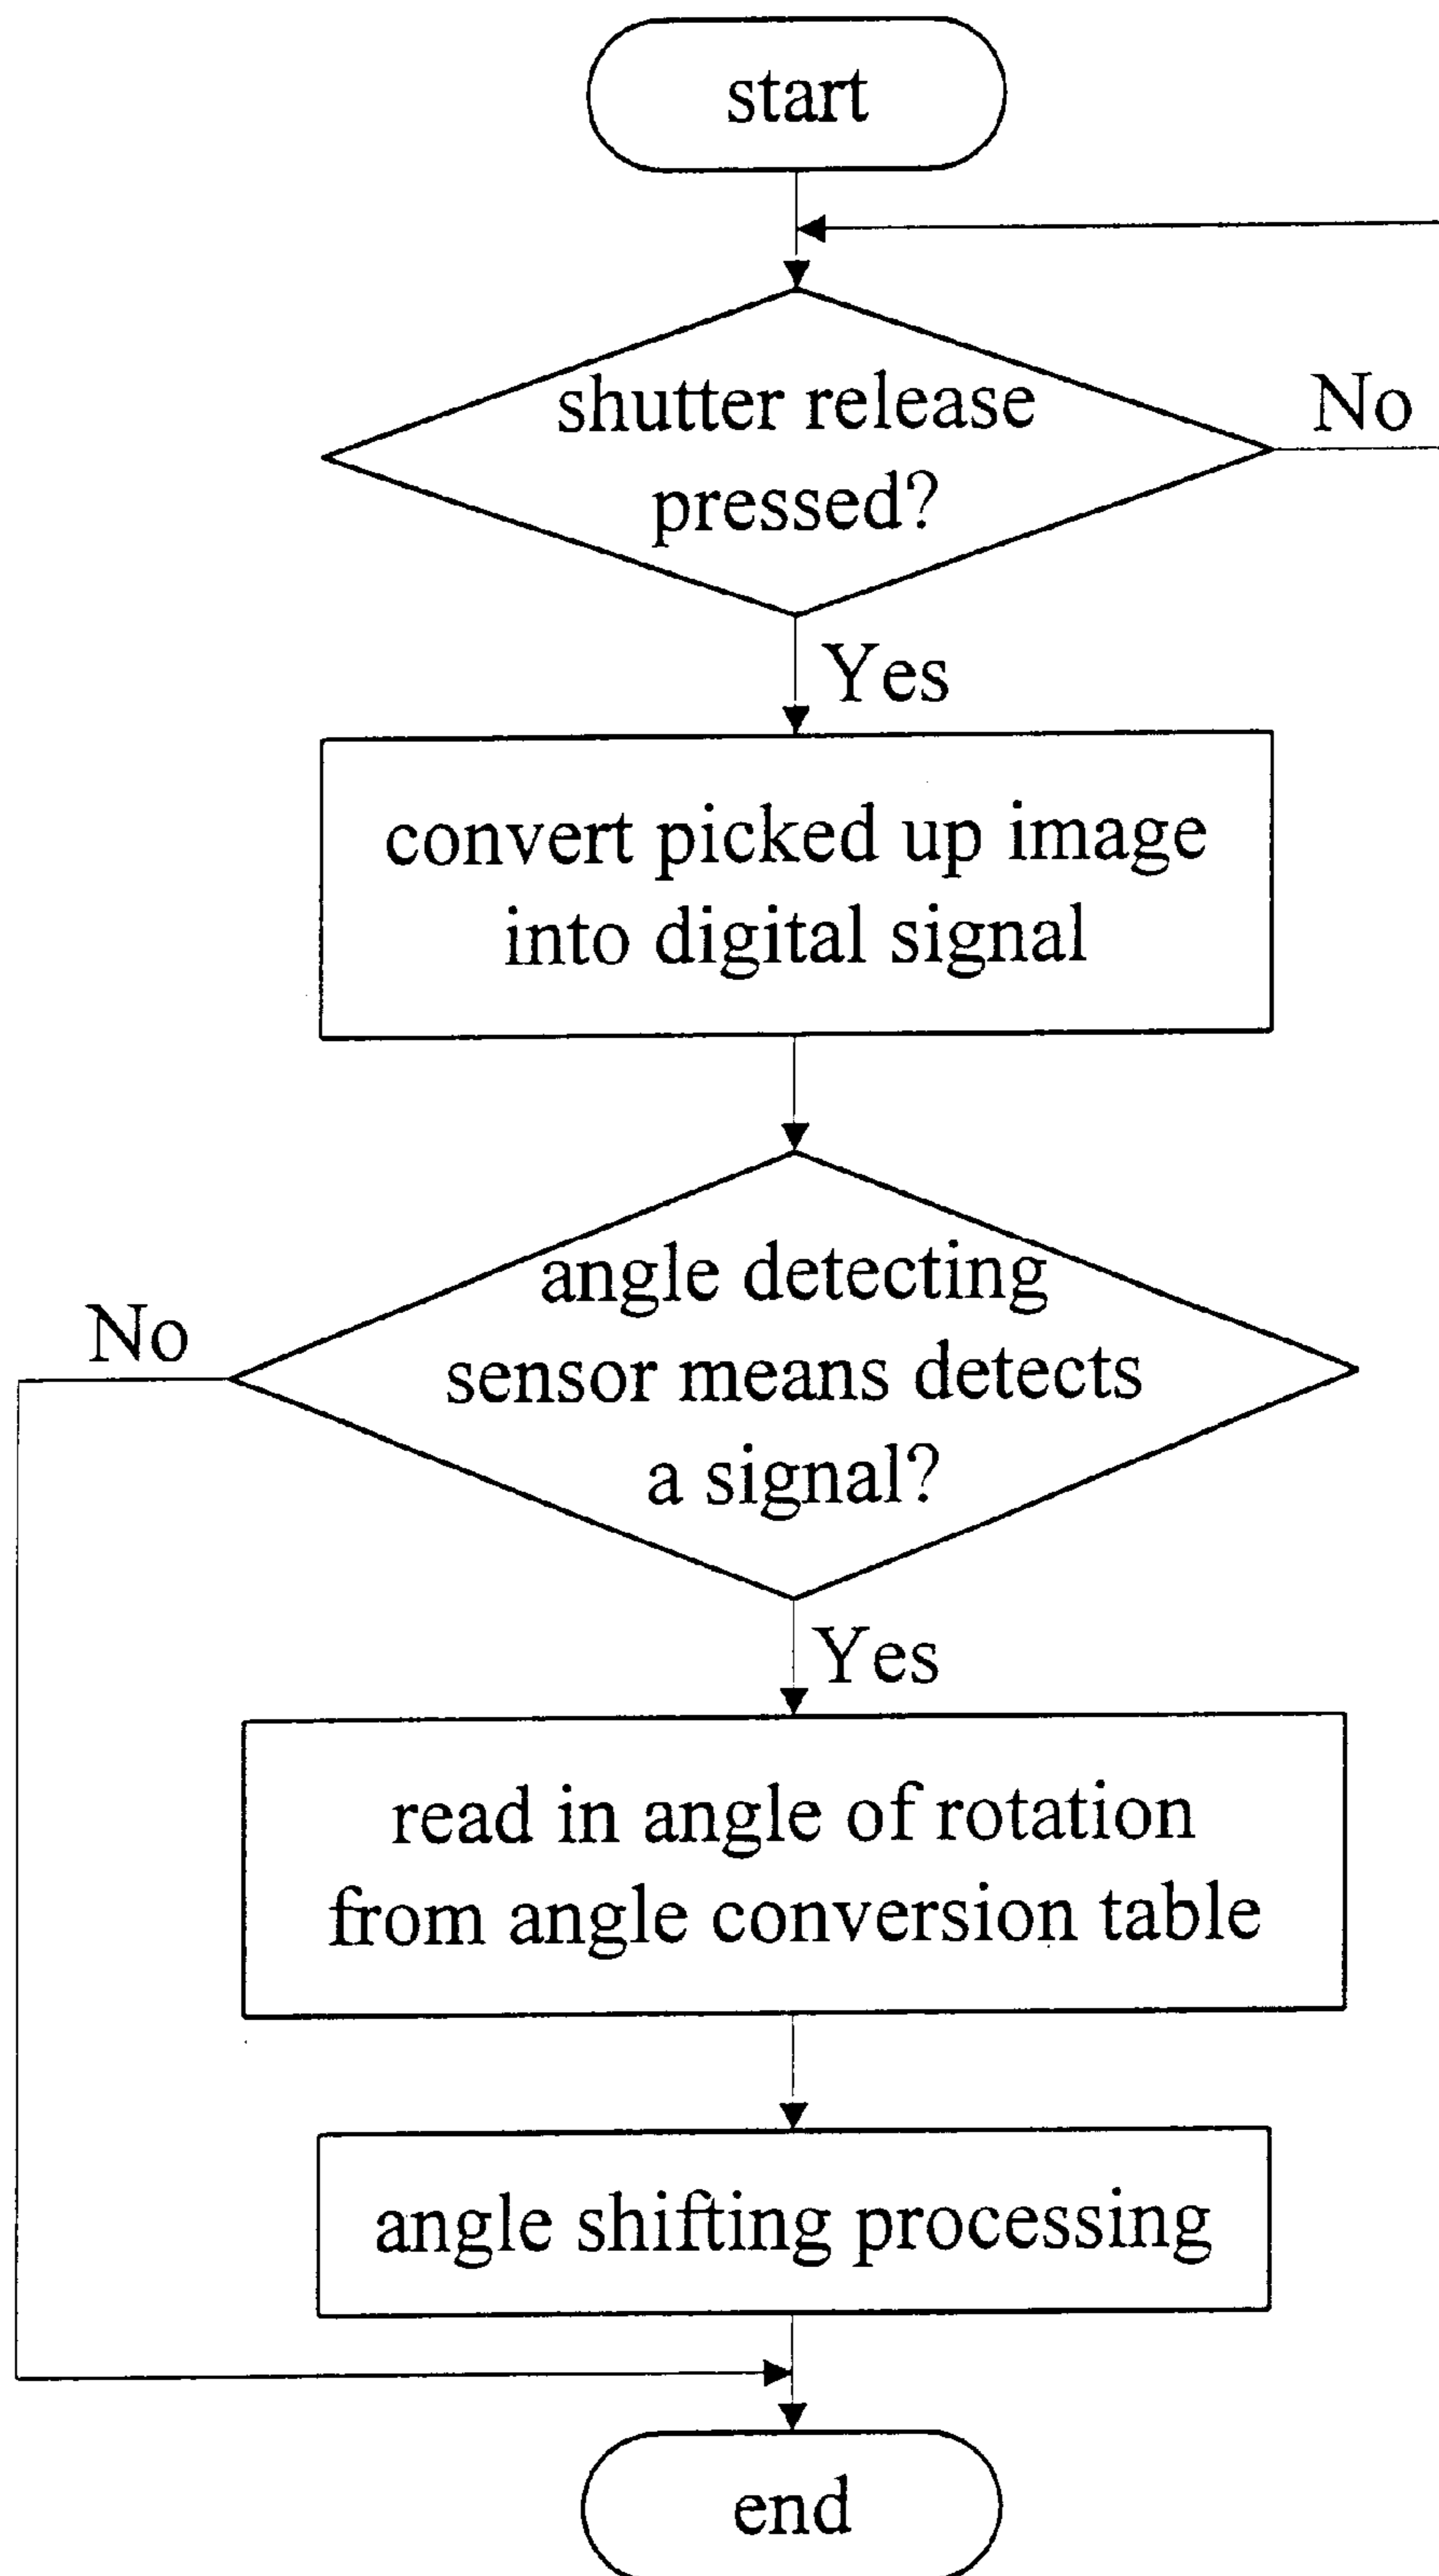 start
shutter release
pressed?
No
Yes
convert picked up image
into digital signal
angle detecting
sensor means detects
a signal?
No
Yes
read in angle of rotation
from angle conversion table
angle shifting processing
end